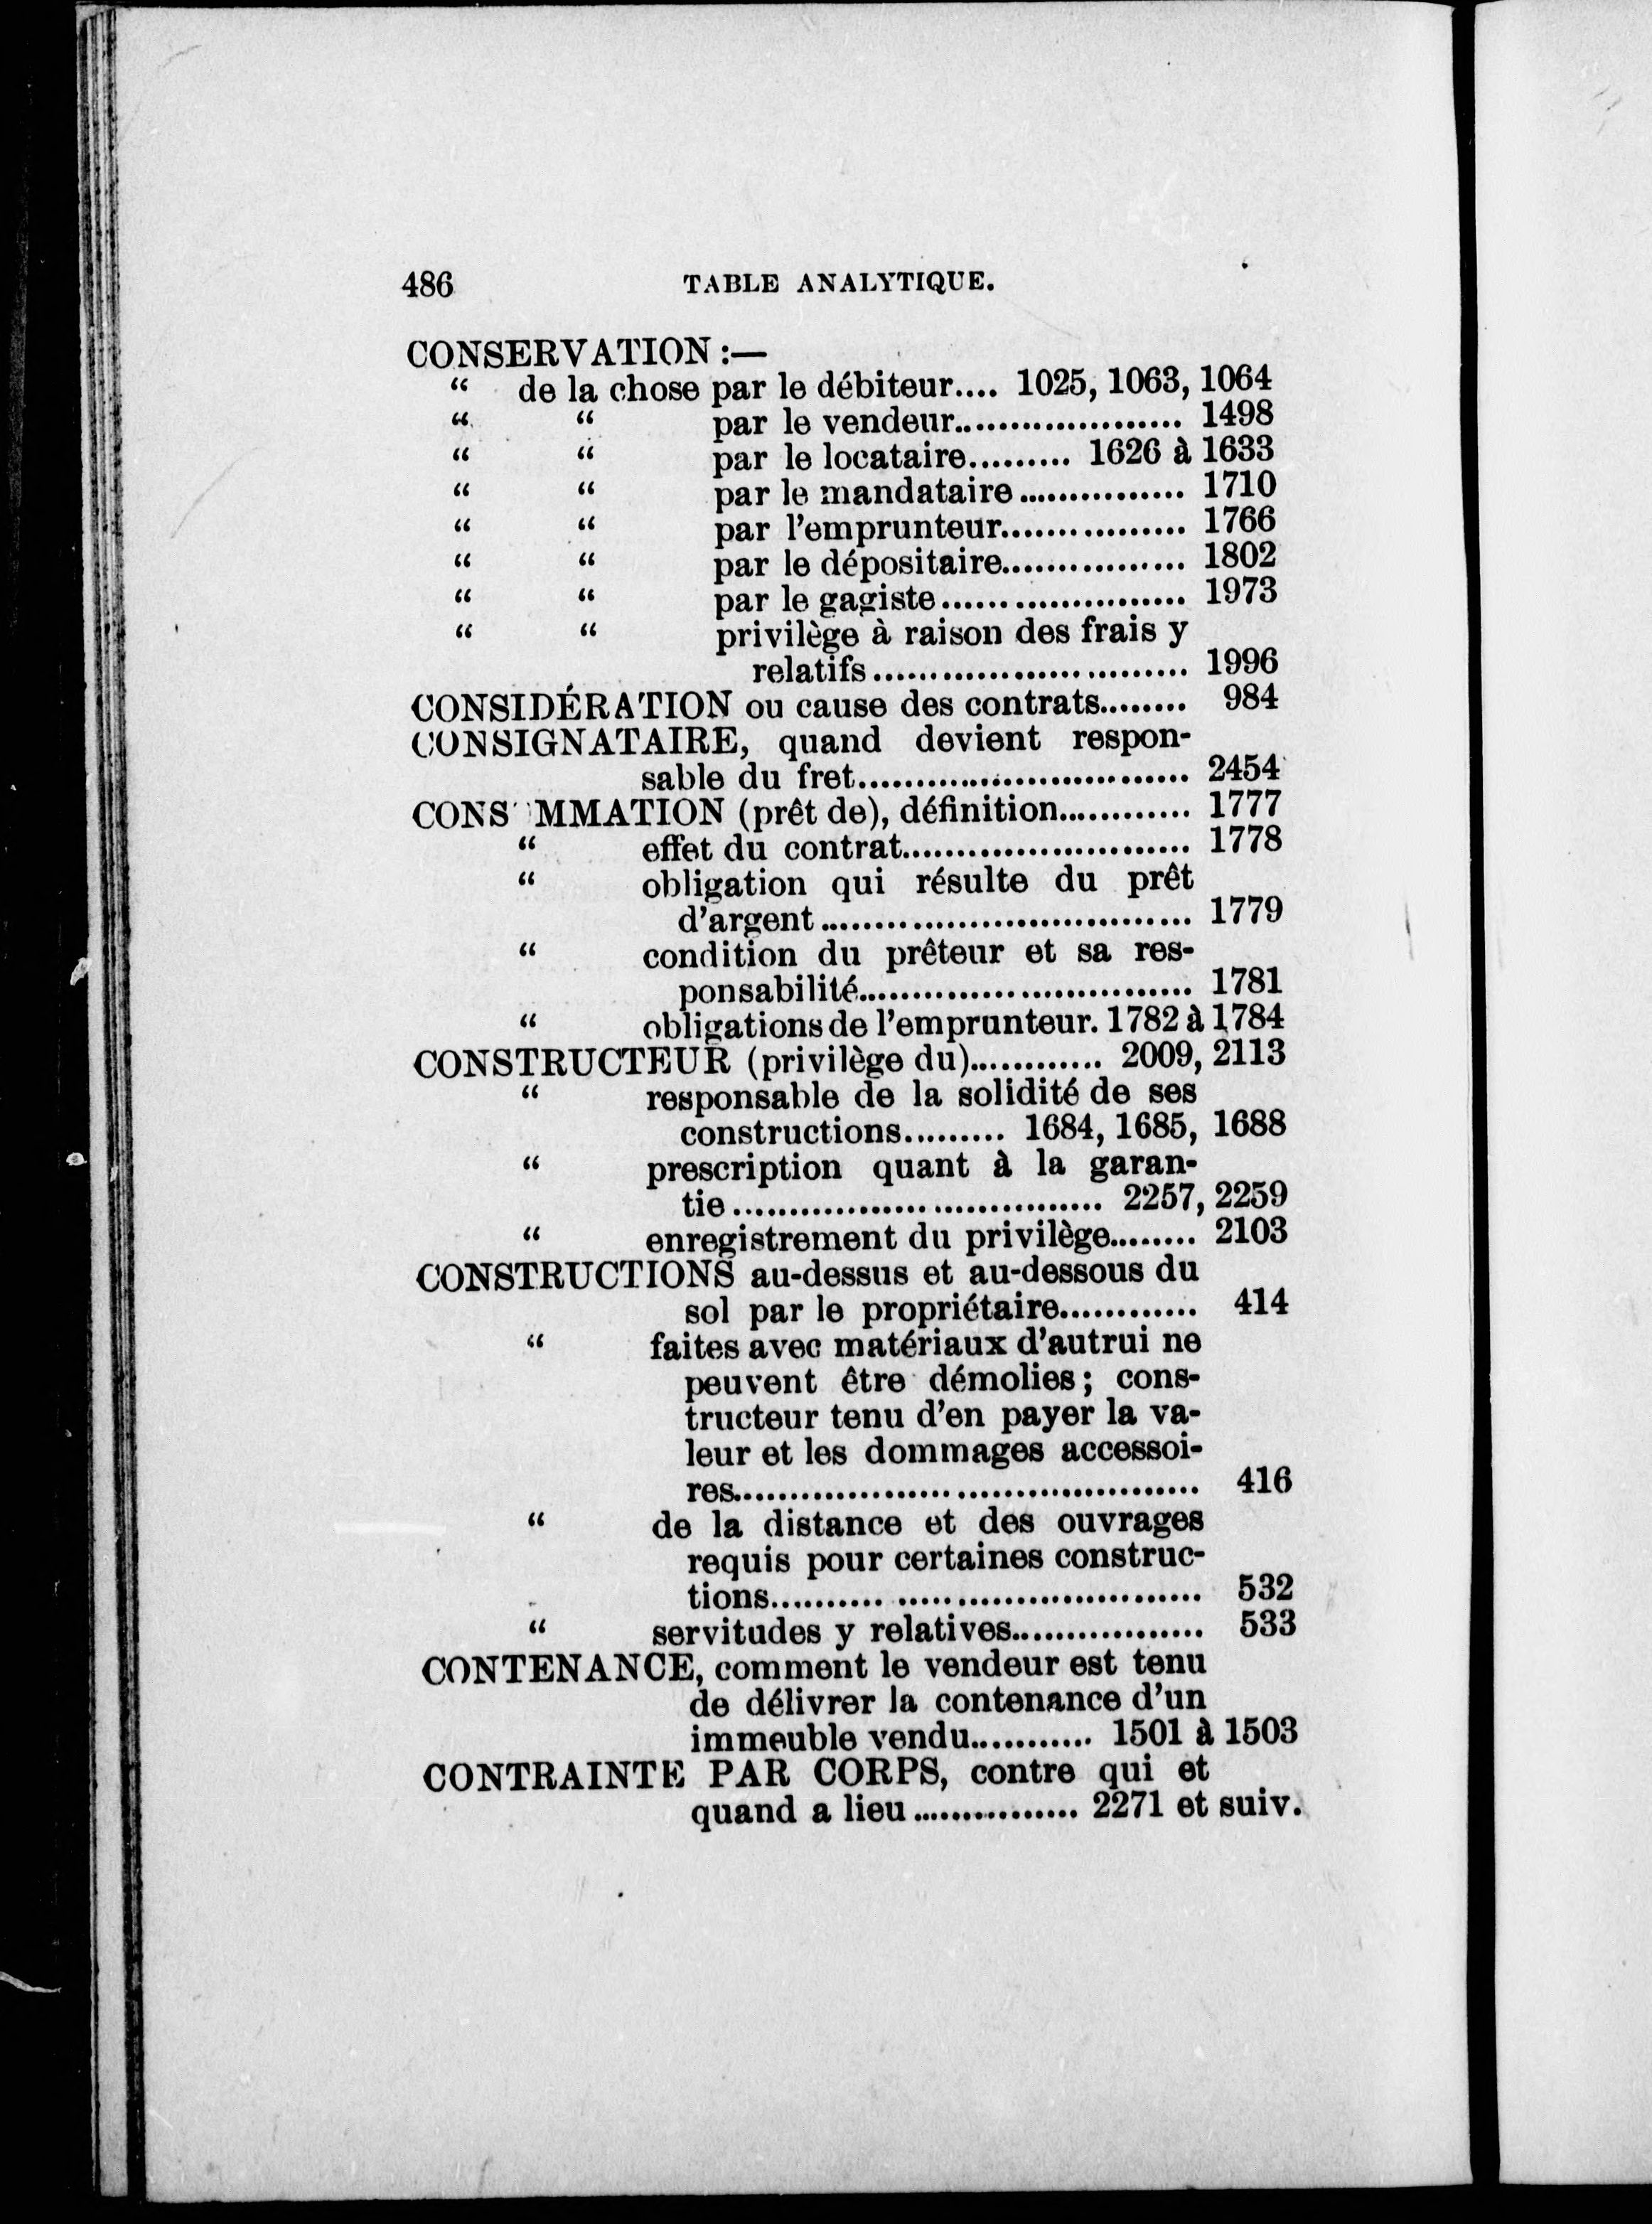 486 TABLE ANALYTIQUE.
CONSERVATION :—
“ de la chose par le débiteur.... 1025, 1063, 1064
“ “ par le vendeur..................... 1498
“ “ par le locataire......... 1626 à 1633
“ “ par le mandataire............... 1710
“ “ par l'emprunteur................. 1766
“ “ par le dépositaire................. 1802
“ “ par le gagiste...................... 1973
“ “ privilège à raison des frais y
relatifs............................ 1996
CONSIDÉRATION ou cause des contrats........ 984
CONSIGNATAIRE, quand devient respon-
sable du fret.............................. 2454
CONS MMATION (prêt de), définition............ 1777
“ effet du contrat.......................... 1778
“ obligation qui résulte du prêt
d'argent.................................. 1779
“ condition du prêteur et sa res-
ponsabilité.............................. 1781
“ obligations de l'emprunteur. 1782 à 1784
CONSTRUCTEUR (privilège du)............ 2009, 2113
“ responsable de la solidité de ses
constructions......... 1684, 1685, 1688
“ prescription quant à la garan-
tie.................................. 2257, 2259
“ enregistrement du privilège........ 2103
CONSTRUCTIONS au-dessus et au-dessous du
sol par le propriétaire............ 414
“ faites avec matériaux d'autrui ne
peuvent être démolies; cons-
tructeur tenu d'en payer la va-
leur et les dommages accessoi-
res.......................................... 416
“ de la distance et des ouvrages
requis pour certaines construc-
tions....................................... 532
“ servitudes y relatives................. 533
CONTENANCE, comment le vendeur est tenu
de délivrer la contenance d'un
immeuble vendu........... 1501 à 1503
CONTRAINTE PAR CORPS, contre qui et
quand a lieu............... 2271 et suiv.